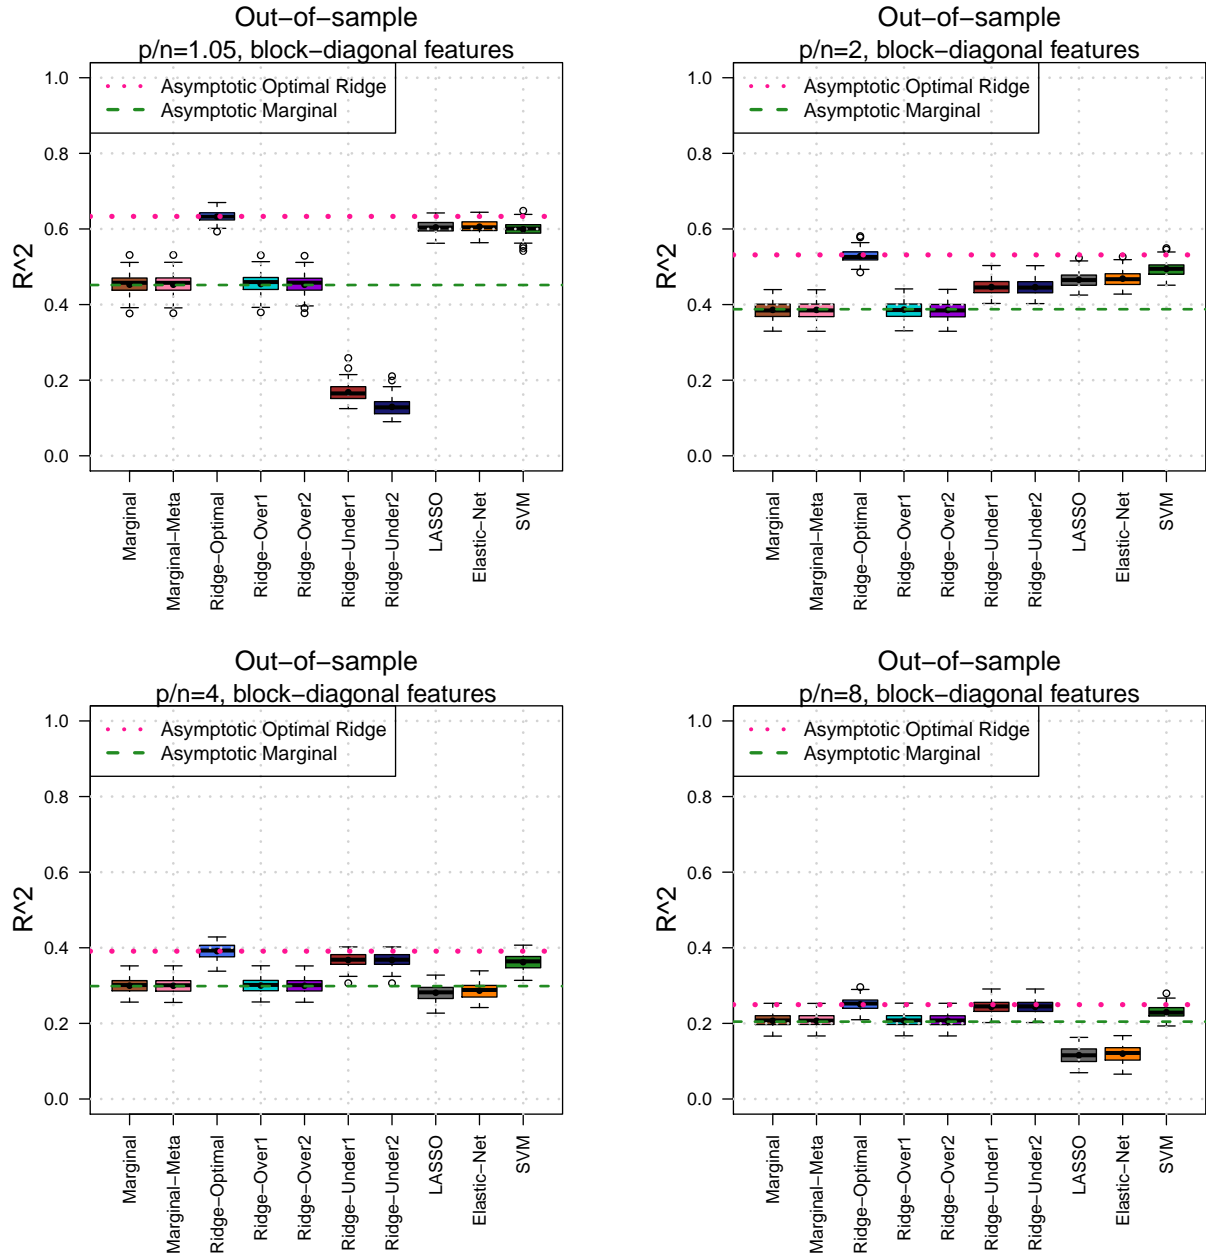 Out−of−sample
p/n=1.05, block−diagonal features
Asymptotic Optimal Ridge
Asymptotic Marginal
R^2
1.0
0.8
0.6
0.4
0.2
0.0
Marginal
Marginal−Meta
Ridge−Optimal
Ridge−Over1
Ridge−Over2
Ridge−Under1
Ridge−Under2
LASSO
Elastic−Net
SVM
Out−of−sample
p/n=2, block−diagonal features
Asymptotic Optimal Ridge
Asymptotic Marginal
R^2
1.0
0.8
0.6
0.4
0.2
0.0
Marginal
Marginal−Meta
Ridge−Optimal
Ridge−Over1
Ridge−Over2
Ridge−Under1
Ridge−Under2
LASSO
Elastic−Net
SVM
Out−of−sample
p/n=4, block−diagonal features
Asymptotic Optimal Ridge
Asymptotic Marginal
R^2
1.0
0.8
0.6
0.4
0.2
0.0
Marginal
Marginal−Meta
Ridge−Optimal
Ridge−Over1
Ridge−Over2
Ridge−Under1
Ridge−Under2
LASSO
Elastic−Net
SVM
Out−of−sample
p/n=8, block−diagonal features
Asymptotic Optimal Ridge
Asymptotic Marginal
R^2
1.0
0.8
0.6
0.4
0.2
0.0
Marginal
Marginal−Meta
Ridge−Optimal
Ridge−Over1
Ridge−Over2
Ridge−Under1
Ridge−Under2
LASSO
Elastic−Net
SVM